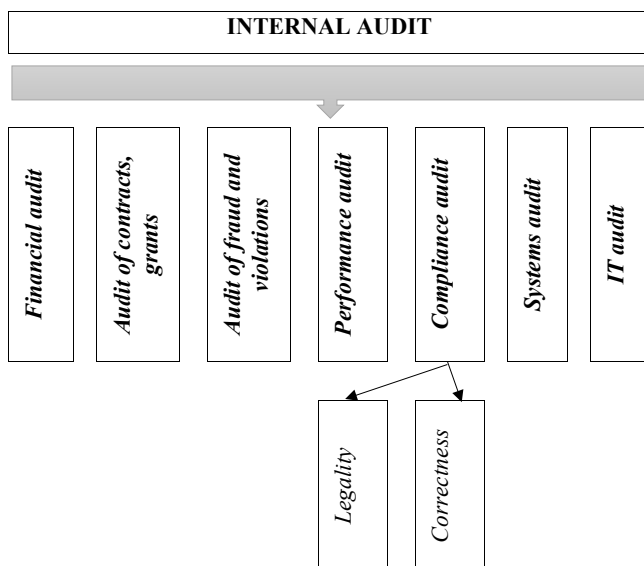 INTERNAL AUDIT
Financial audit
Audit of contracts,
grants
Audit of fraud and
violations
Performance audit
Compliance audit
Systems audit
IT audit
Legality
Correctness